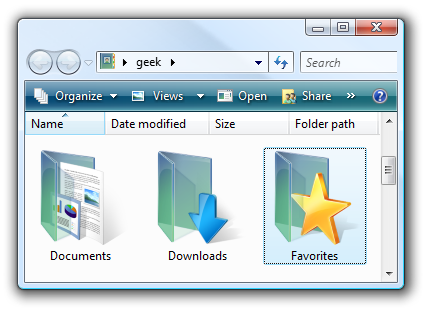 geek
Search
Organize Views Open Share »
Name Date modified Size Folder path
Documents Downloads Favorites